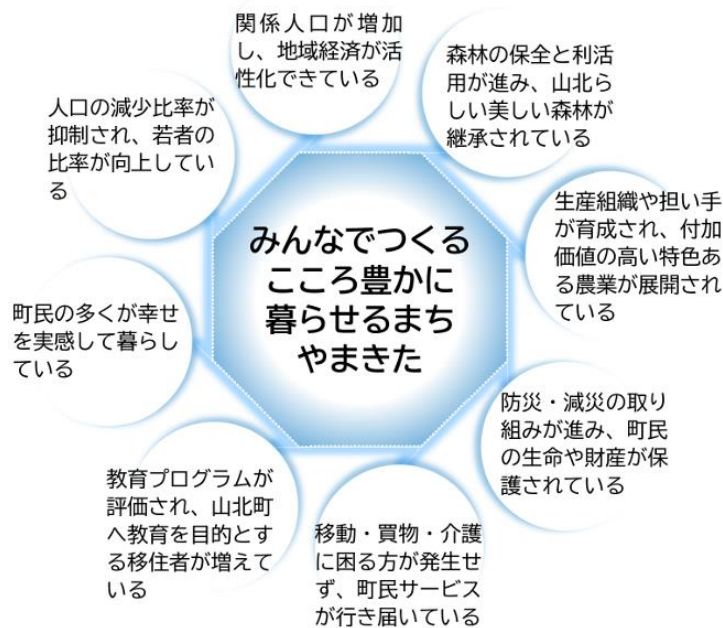 関係人口が増加
し、地域経済が活
性化できている
森林の保全と利活
用が進み、山北ら
しい美しい森林が
継承されている
生産組織や担い手
が育成され、付加
価値の高い特色あ
る農業が展開され
ている
防災・減災の取り
組みが進み、町民
の生命や財産が保
護されている
移動・買物・介護
に困る方が発生せ
ず、町民サービス
が行き届いている
教育プログラムが
評価され、山北町
へ教育を目的とす
る移住者が増えて
いる
町民の多くが幸せ
を実感して暮らし
ている
人口の減少比率が
抑制され、若者の
比率が向上してい
る
みんなでつくる
こころ豊かに
暮らせるまち
やまきた